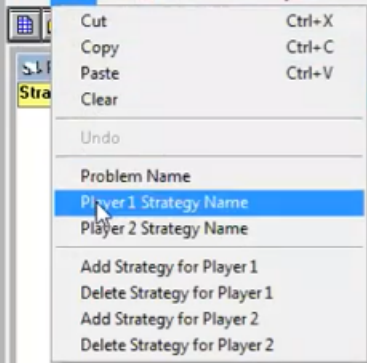 Cut Ctrl+X
Copy Ctrl+C
Paste Ctrl+V
Clear
Stra
Undo
Problem Name
Player 1 Strategy Name
Player 2 Strategy Name
Add Strategy for Player 1
Delete Strategy for Player 1
Add Strategy for Player 2
Delete Strategy for Player 2